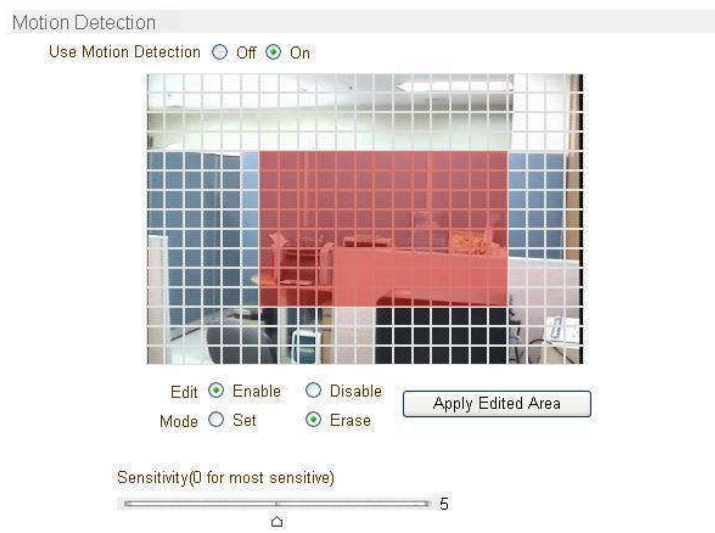 Motion Detection
Use Motion Detection Off On
Edit Enable Disable
Apply Edited Area
Mode Set Erase
Sensitivity(0 for most sensitive)
5